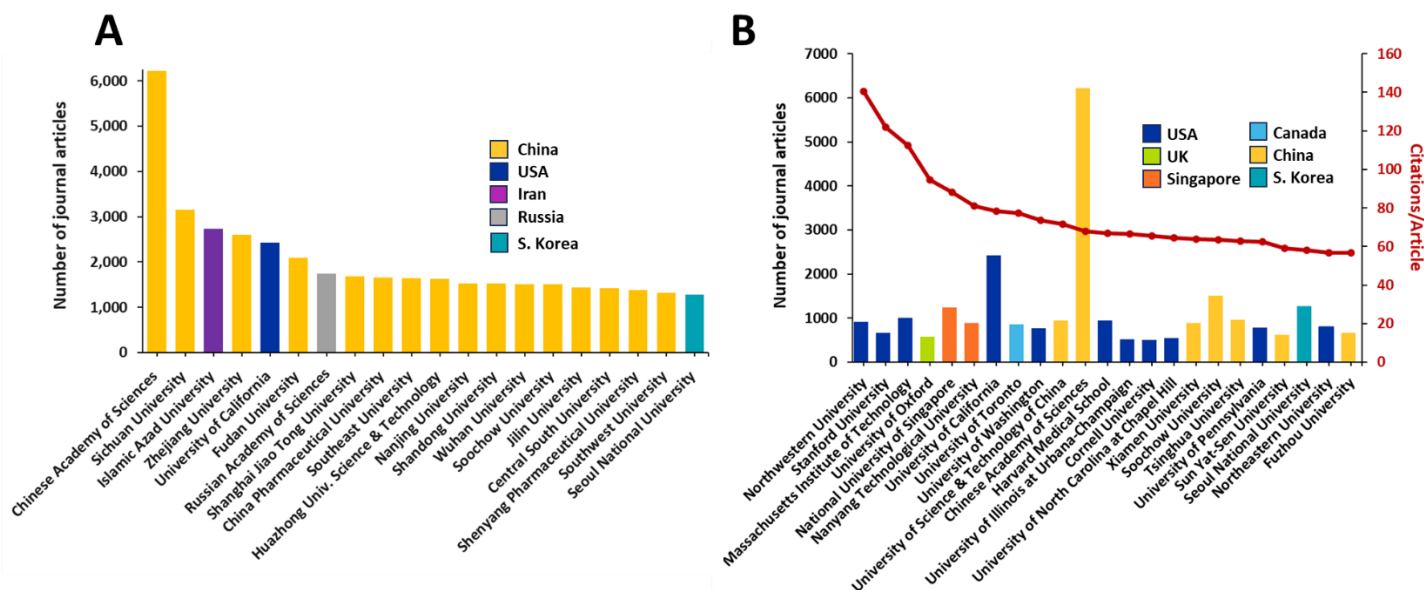 A
Number of journal articles
6,000
5,000
4,000
3,000
2,000
1,000
0
China
USA
Iran
Russia
S. Korea
Chinese Academy of Sciences
Sichuan University
Islamic Azad University
Zhejiang University
University of California
Fudan University
Russian Academy of Sciences
Shanghai Jiao Tong University
China Pharmaceutical University
Southeast University
Huazhong Univ. Science & Technology
Nanjing University
Shandong University
Wuhan University
Soochow University
Jilin University
Central South University
Shenyang Pharmaceutical University
Southwest University
Seoul National University
B
Number of journal articles
7000
6000
5000
4000
3000
2000
1000
0
USA
UK
Singapore
Canada
China
S. Korea
160
140
120
100
80
60
40
20
0
Citations/Article
Northwestern University
Stanford University
Massachusetts Institute of Technology
University of Oxford
National University of Singapore
Nanyang Technological University
University of California
University of Toronto
University of Washington
University of Science & Technology of China
Chinese Academy of Sciences
Harvard Medical School
University of Illinois at Urbana-Champaign
Cornell University
University of North Carolina at Chapel Hill
Xiamen University
Soochow University
Tsinghua University
University of Pennsylvania
Sun Yat-Sen University
Seoul National University
Northeastern University
Fuzhou University